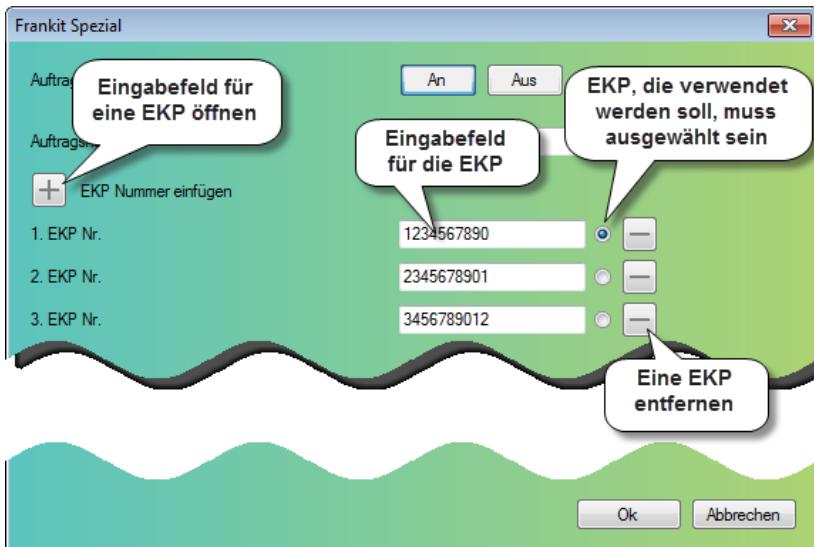 Frankit Spezial
Eingabefeld für
eine EKP öffnen
An
Aus
EKP, die verwendet
werden soll, muss
ausgewählt sein
Eingabefeld
für die EKP
EKP Nummer einfügen
1. EKP Nr.
1234567890
2. EKP Nr.
2345678901
3. EKP Nr.
3456789012
Eine EKP
entfernen
Ok
Abbrechen